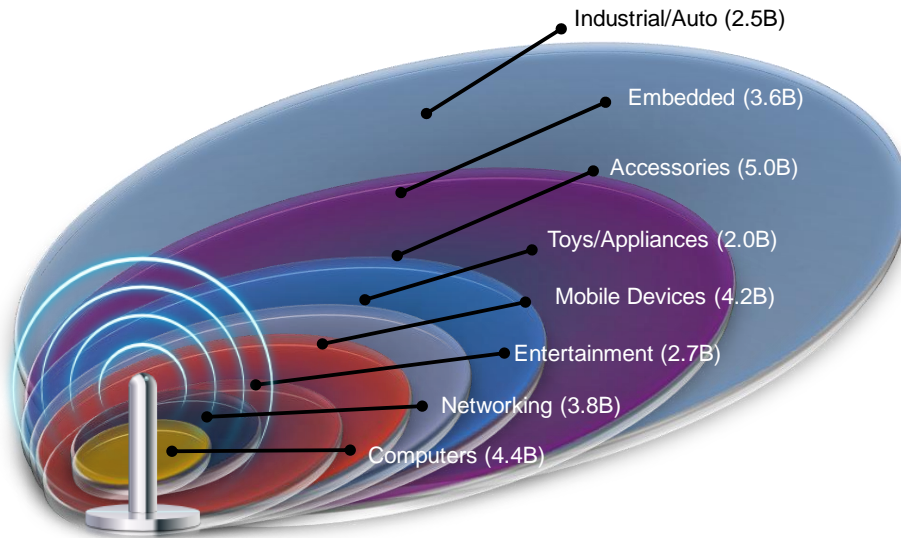 Industrial/Auto (2.5B)
Embedded (3.6B)
Accessories (5.0B)
Toys/Appliances (2.0B)
Mobile Devices (4.2B)
Entertainment (2.7B)
Networking (3.8B)
Computers (4.4B)